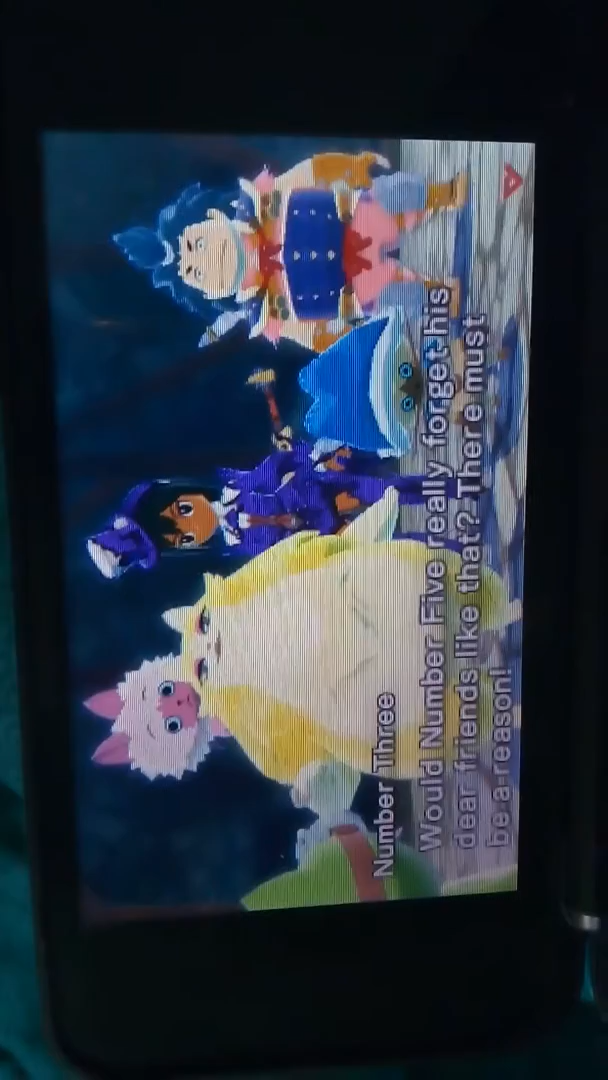 Number Three
Would Number Five really forget his
dear friends like that? There must
be a reason!